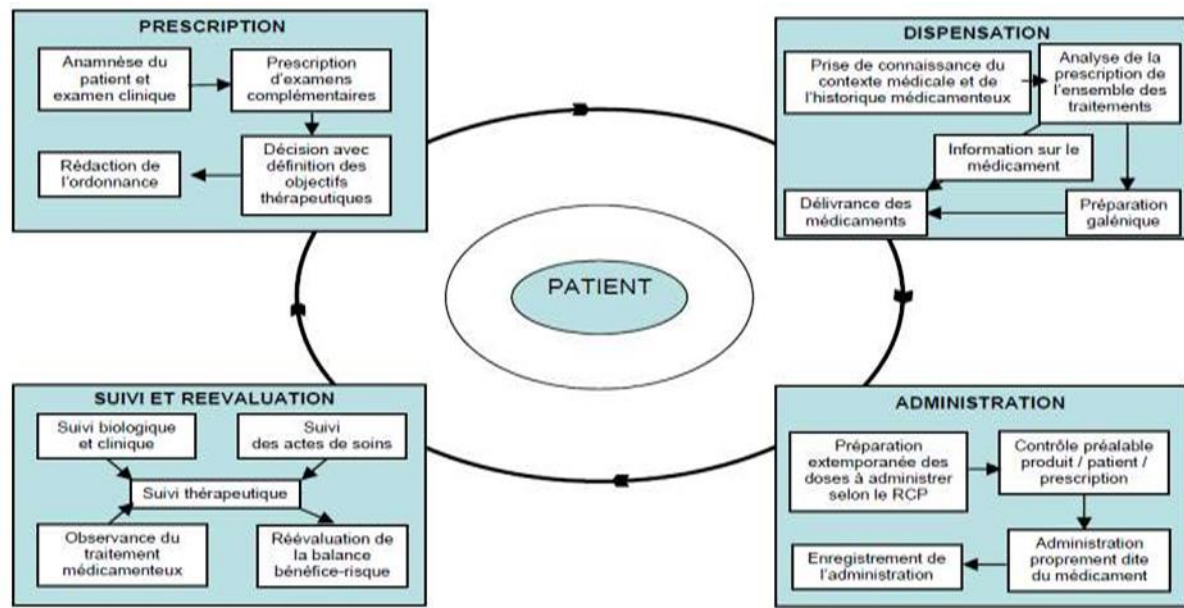 PRESCRIPTION
Anamnèse du
patient et
examen clinique
Prescription
d'examens
complémentaires
Rédaction de
l'ordonnance
Décision avec
définition des
objectifs
thérapeutiques
DISPENSATION
Prise de connaissance du
contexte médicale et de
l'historique médicamenteux
Analyse de la
prescription de
l'ensemble des
traitements
Information sur le
médicament
Délivrance des
médicaments
Préparation
galénique
PATIENT
SUIVI ET REEVALUATION
Suivi biologique
et clinique
Suivi
des actes de soins
Suivi thérapeutique
Observance du
traitement
médicamenteux
Réévaluation de
la balance
bénéfice-risque
ADMINISTRATION
Préparation
extemporanée des
doses à administrer
selon le RCP
Contrôle préalable
produit / patient /
prescription
Enregistrement de
l'administration
Administration
proprement dite
du médicament